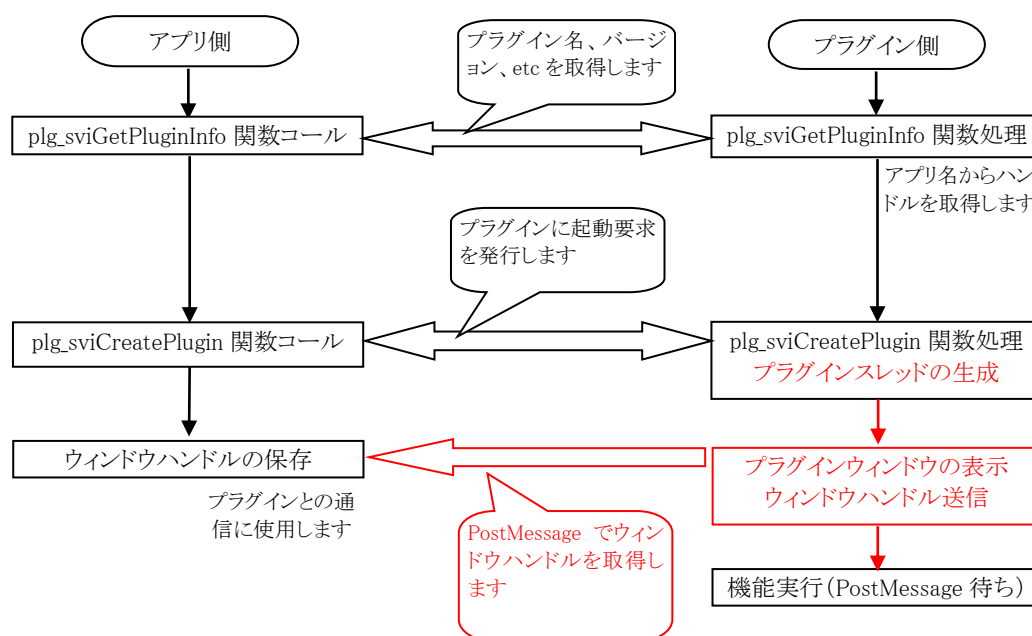 アプリ側
プラグイン名、バージ
ョン、etc を取得します
プラグイン側
plg_sviGetPluginInfo 関数コール
plg_sviGetPluginInfo 関数処理
アプリ名からハン
ドルを取得します
プラグインに起動要求
を発行します
plg_sviCreatePlugin 関数コール
plg_sviCreatePlugin 関数処理
プラグインスレッドの生成
ウィンドウハンドルの保存
プラグインウィンドウの表示
ウィンドウハンドル送信
プラグインとの通
信に使用します
PostMessage でウィン
ドウハンドルを取得し
ます
機能実行(PostMessage 待ち)